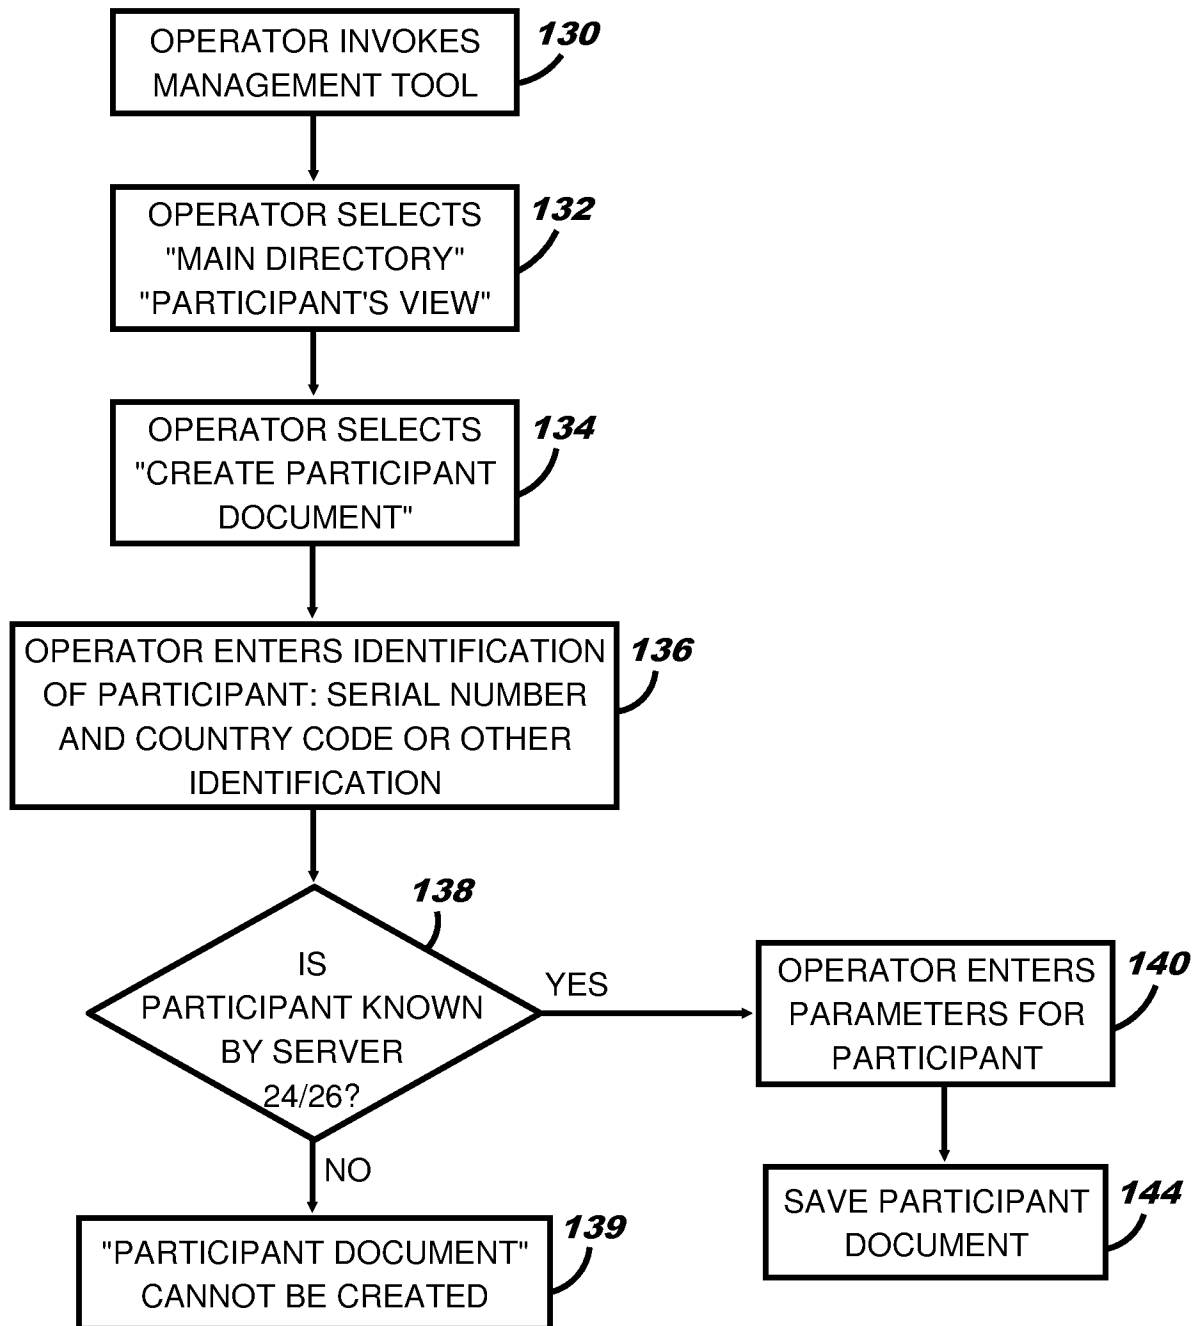 OPERATOR INVOKES
MANAGEMENT TOOL
130
OPERATOR SELECTS
"MAIN DIRECTORY"
"PARTICIPANT'S VIEW"
132
OPERATOR SELECTS
"CREATE PARTICIPANT
DOCUMENT"
134
OPERATOR ENTERS IDENTIFICATION
OF PARTICIPANT: SERIAL NUMBER
AND COUNTRY CODE OR OTHER
IDENTIFICATION
136
IS
PARTICIPANT KNOWN
BY SERVER
24/26?
138
YES
OPERATOR ENTERS
PARAMETERS FOR
PARTICIPANT
140
NO
"PARTICIPANT DOCUMENT"
CANNOT BE CREATED
139
SAVE PARTICIPANT
DOCUMENT
144